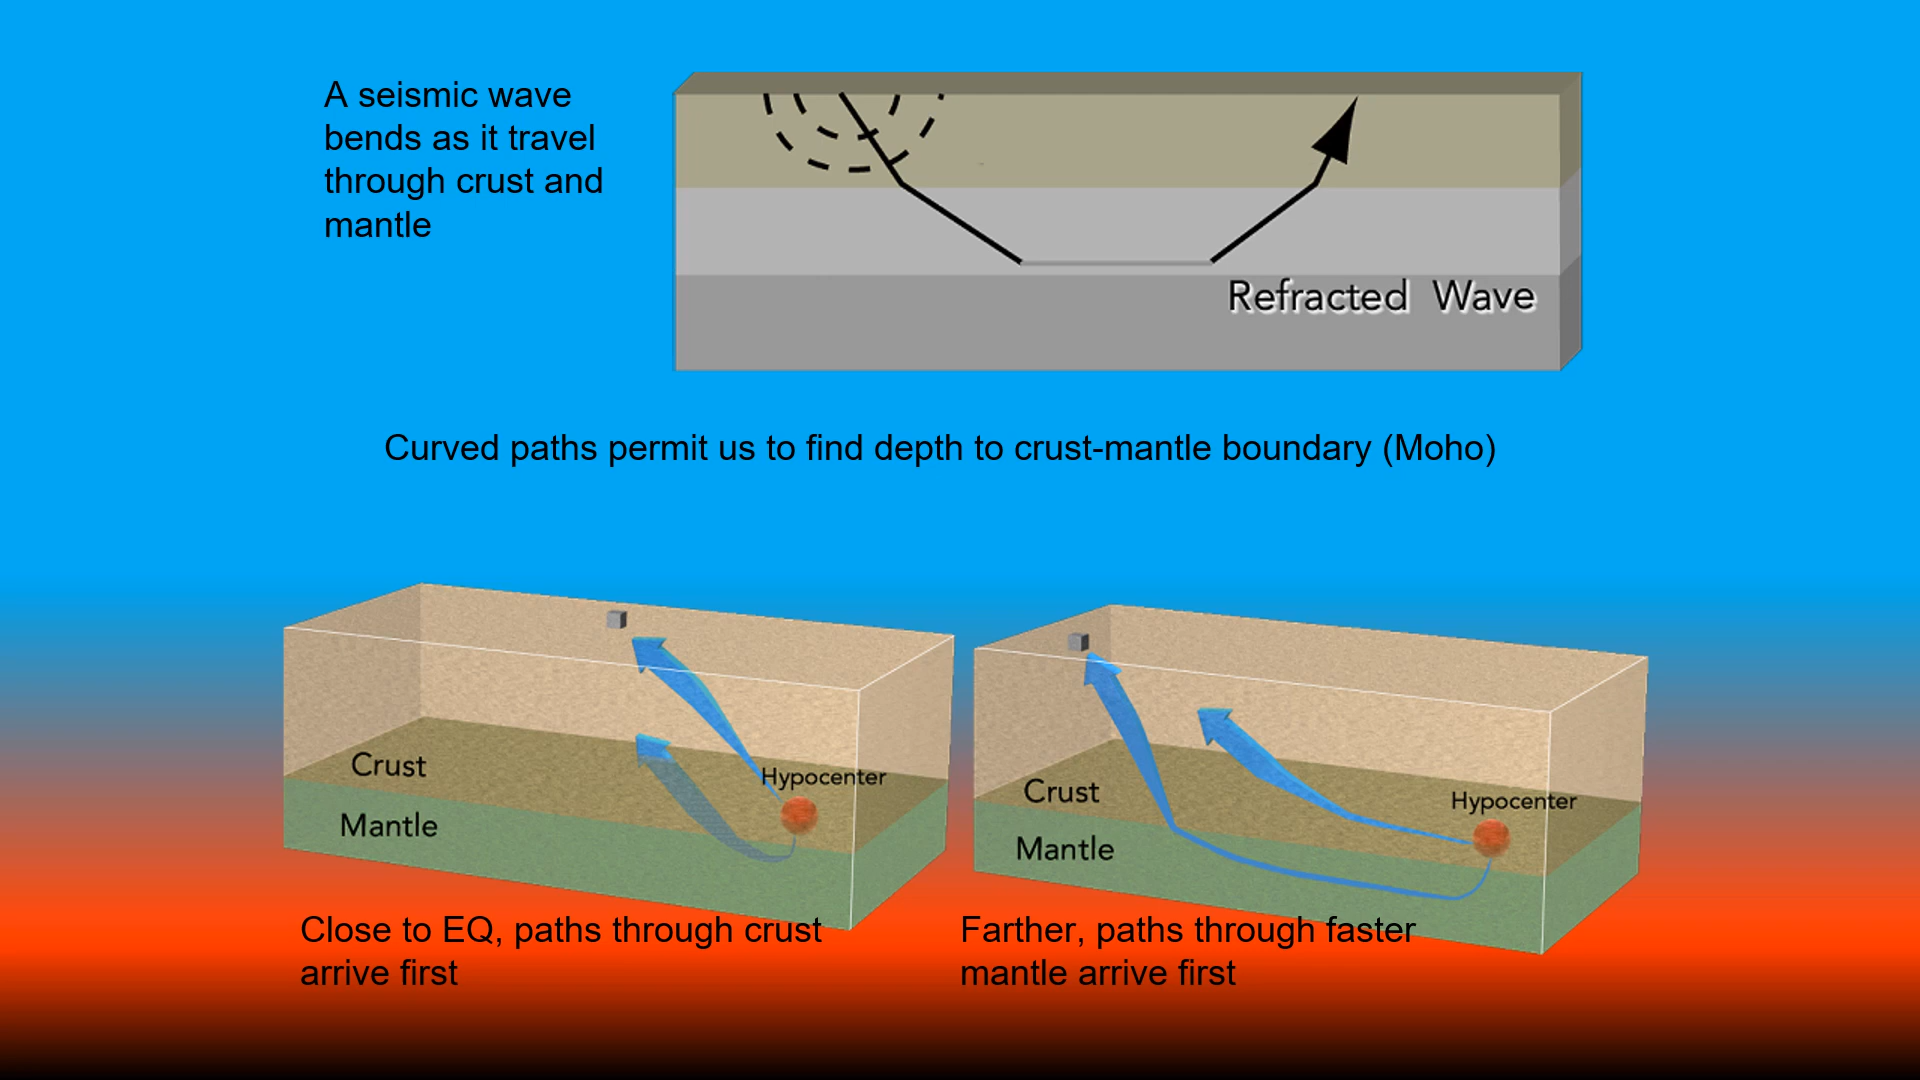 A seismic wave
bends as it travel
through crust and
mantle
Refracted Wave
Curved paths permit us to find depth to crust-mantle boundary (Moho)
Hypocenter
Crust
Mantle
Close to EQ, paths through crust
arrive first
Hypocenter
Crust
Mantle
Farther, paths through faster
mantle arrive first